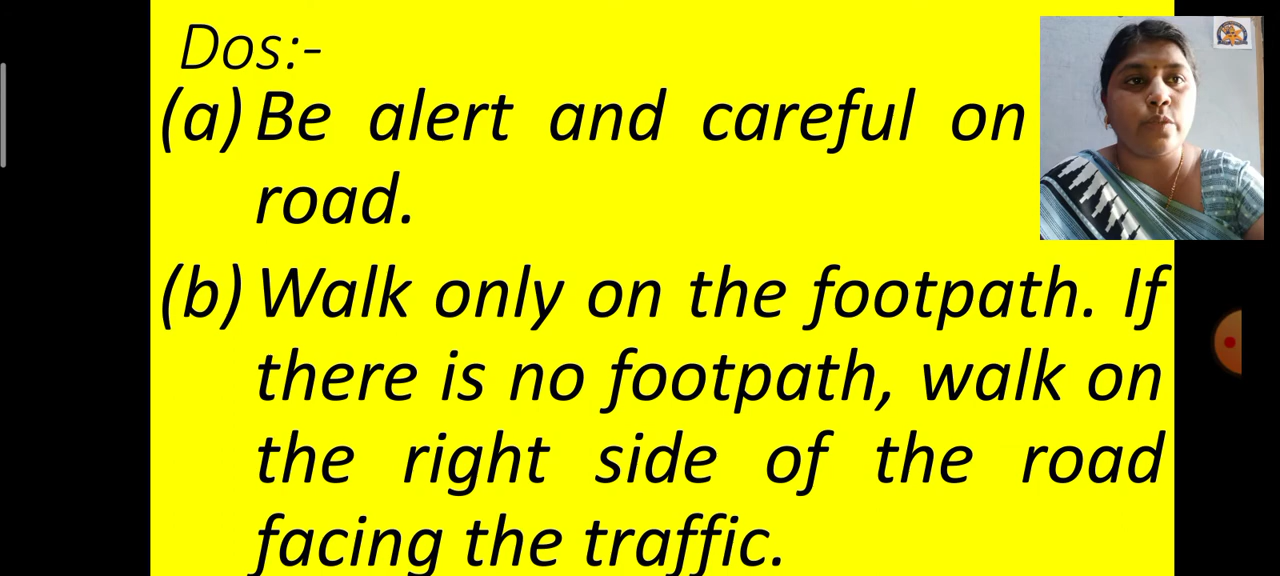 Dos:-
(a) Be alert and careful on
road.
(b) Walk only on the footpath. If
there is no footpath, walk on
the right side of the road
facing the traffic.